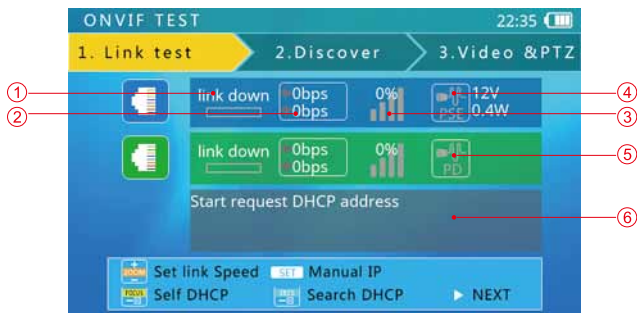 ONVIF TEST 22:35
1. Link test 2.Discover 3.Video &PTZ
1 link down 0bps 0% 12V 4
2 0bps PSE 0.4W 3
link down 0bps 0%
0bps PD 5
Start request DHCP address
6
ZOOM Set link Speed SET Manual IP
FOCUS Self DHCP Search DHCP NEXT